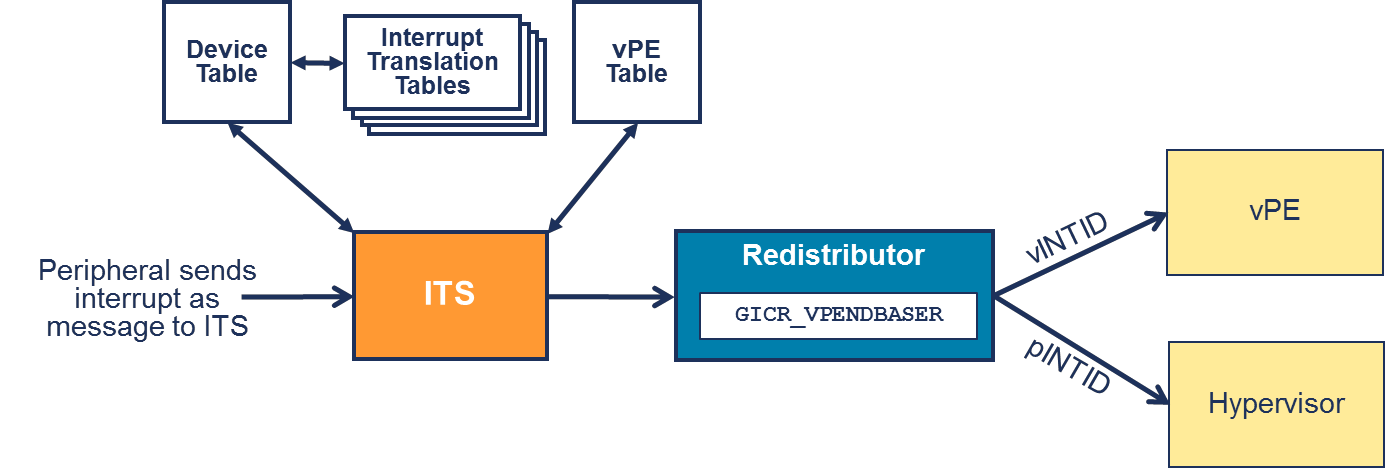 Device
Table
Interrupt
Translation
Tables
vPE
Table
Peripheral sends
interrupt as
message to ITS
ITS
Redistributor
GICR_VPENDBASER
vINTID
pINTID
vPE
Hypervisor